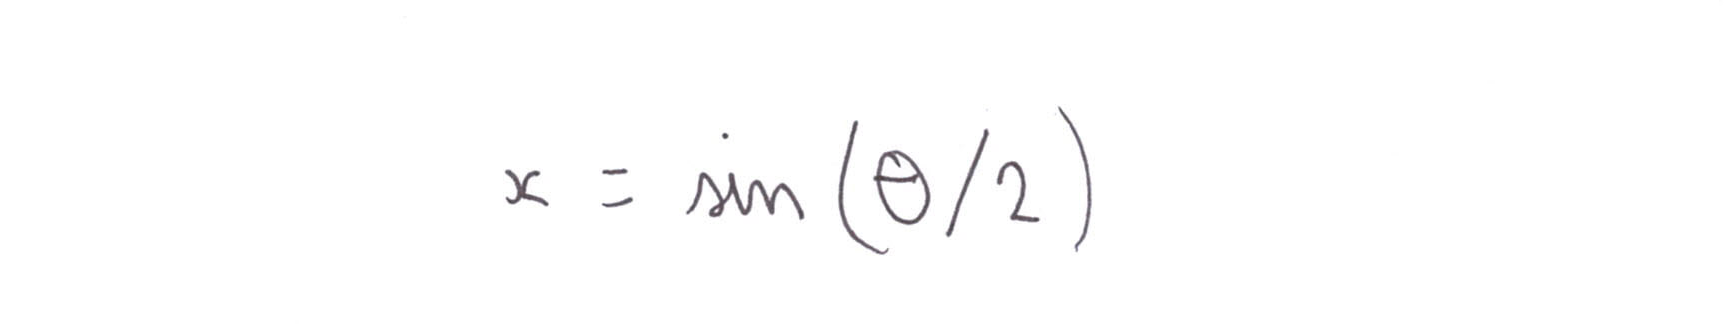 x = sin(θ/2)